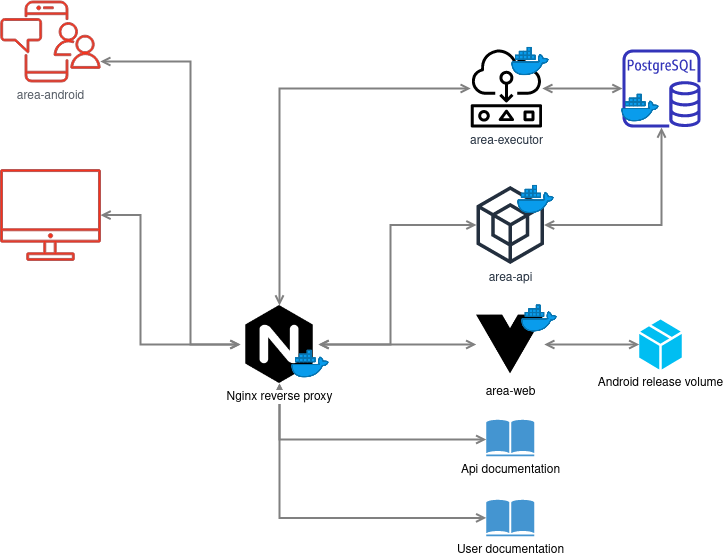 PostgreSQL
area-android
area-executor
area-api
N
Nginx reverse proxy
area-web
Android release volume
Api documentation
User documentation